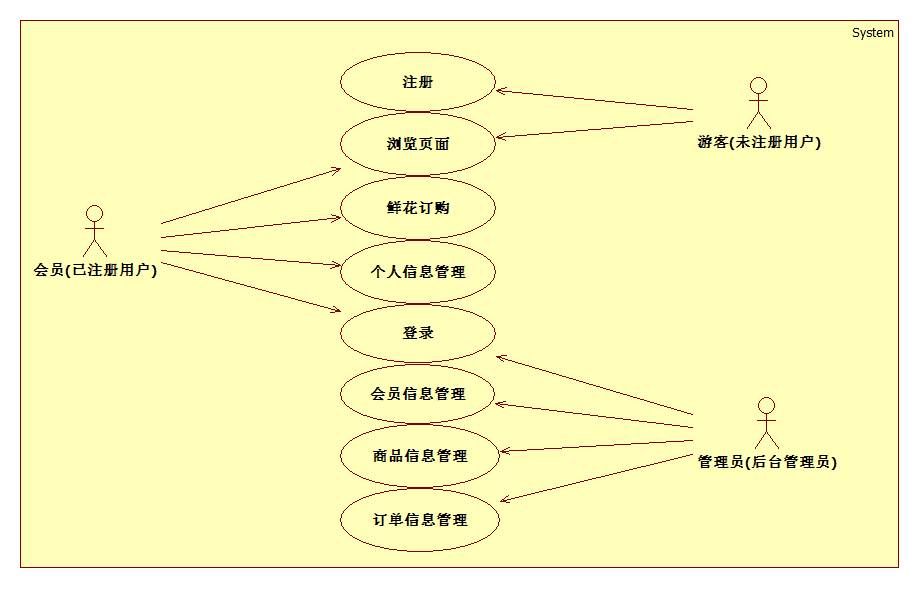 System
注册
游客(未注册用户)
浏览页面
鲜花订购
会员(已注册用户)
个人信息管理
登录
会员信息管理
商品信息管理
管理员(后台管理员)
订单信息管理